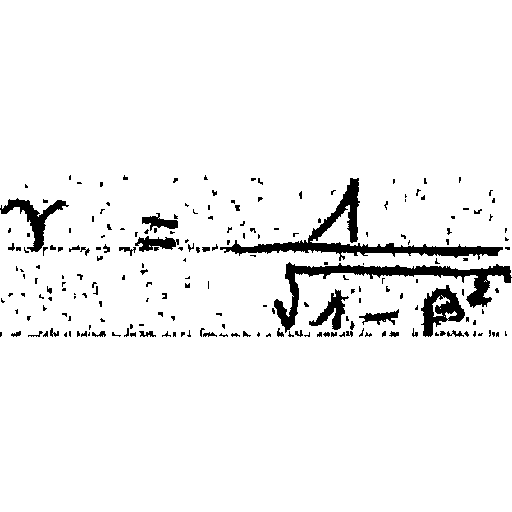 γ = 1/√(1 - β²)